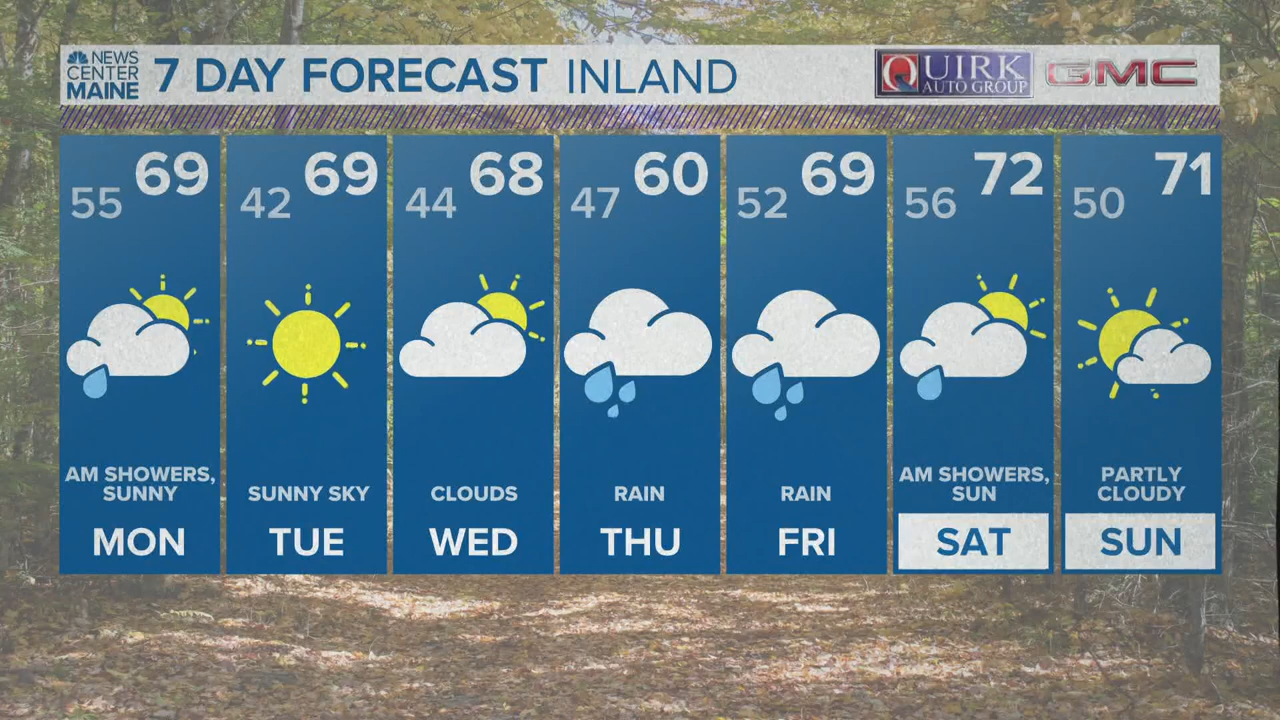 NEWS
CENTER
MAINE
7 DAY FORECAST INLAND
QUIRK
AUTO GROUP
GMC
55 69
42 69
44 68
47 60
52 69
56 72
50 71
AM SHOWERS,
SUNNY
SUNNY SKY
CLOUDS
RAIN
RAIN
AM SHOWERS,
SUN
PARTLY
CLOUDY
MON
TUE
WED
THU
FRI
SAT
SUN